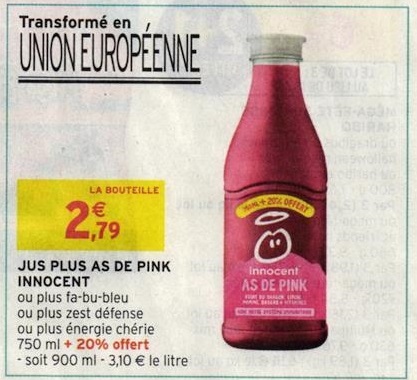 Transformé en
UNION EUROPÉENNE
LA BOUTEILLE
2,79 €
JUS PLUS AS DE PINK
INNOCENT
ou plus fa-bu-bleu
ou plus zest défense
ou plus énergie chérie
750 ml + 20% offert
- soit 900 ml - 3,10 € le litre
+ 20% OFFERT
innocent
AS DE PINK